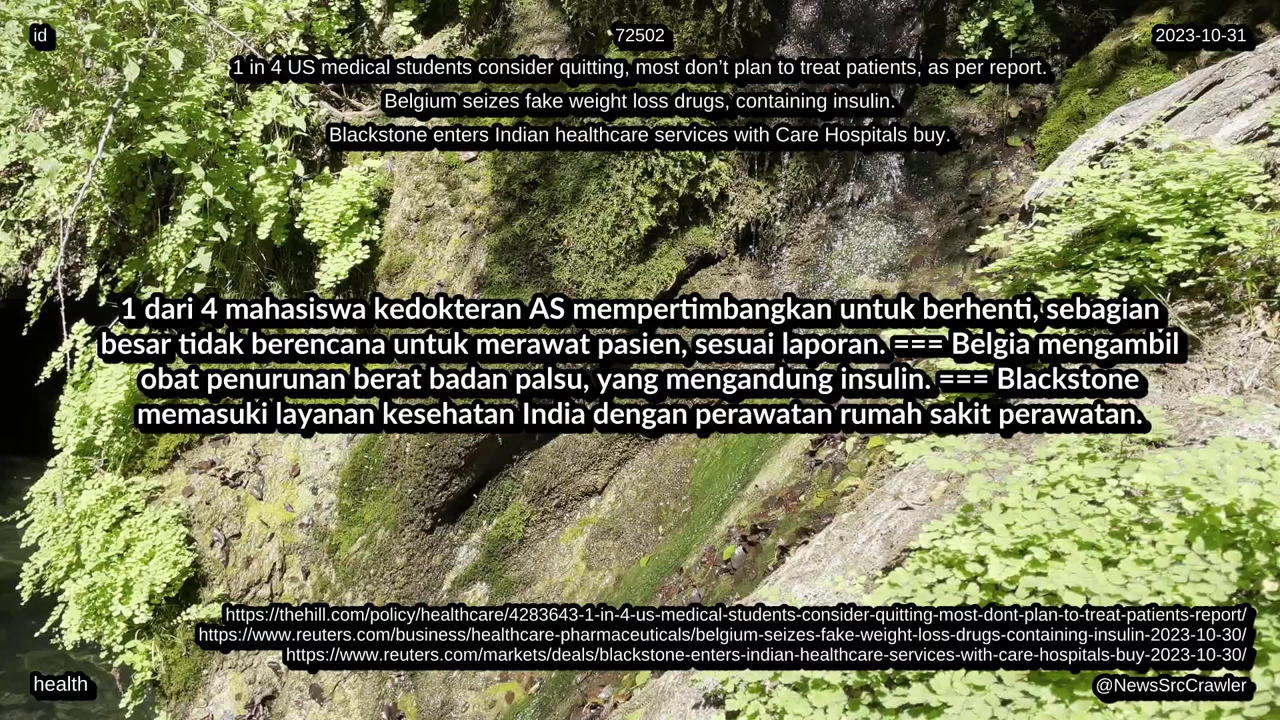 id
72502
2023-10-31
1 in 4 US medical students consider quitting, most don’t plan to treat patients, as per report.
Belgium seizes fake weight loss drugs, containing insulin.
Blackstone enters Indian healthcare services with Care Hospitals buy.
1 dari 4 mahasiswa kedokteran AS mempertimbangkan untuk berhenti, sebagian
besar tidak berencana untuk merawat pasien, sesuai laporan. === Belgia mengambil
obat penurunan berat badan palsu, yang mengandung insulin. === Blackstone
memasuki layanan kesehatan India dengan perawatan rumah sakit perawatan.
https://thehill.com/policy/healthcare/4283643-1-in-4-us-medical-students-consider-quitting-most-dont-plan-to-treat-patients-report/
https://www.reuters.com/business/healthcare-pharmaceuticals/belgium-seizes-fake-weight-loss-drugs-containing-insulin-2023-10-30/
https://www.reuters.com/markets/deals/blackstone-enters-indian-healthcare-services-with-care-hospitals-buy-2023-10-30/
health
@NewsSrcCrawler